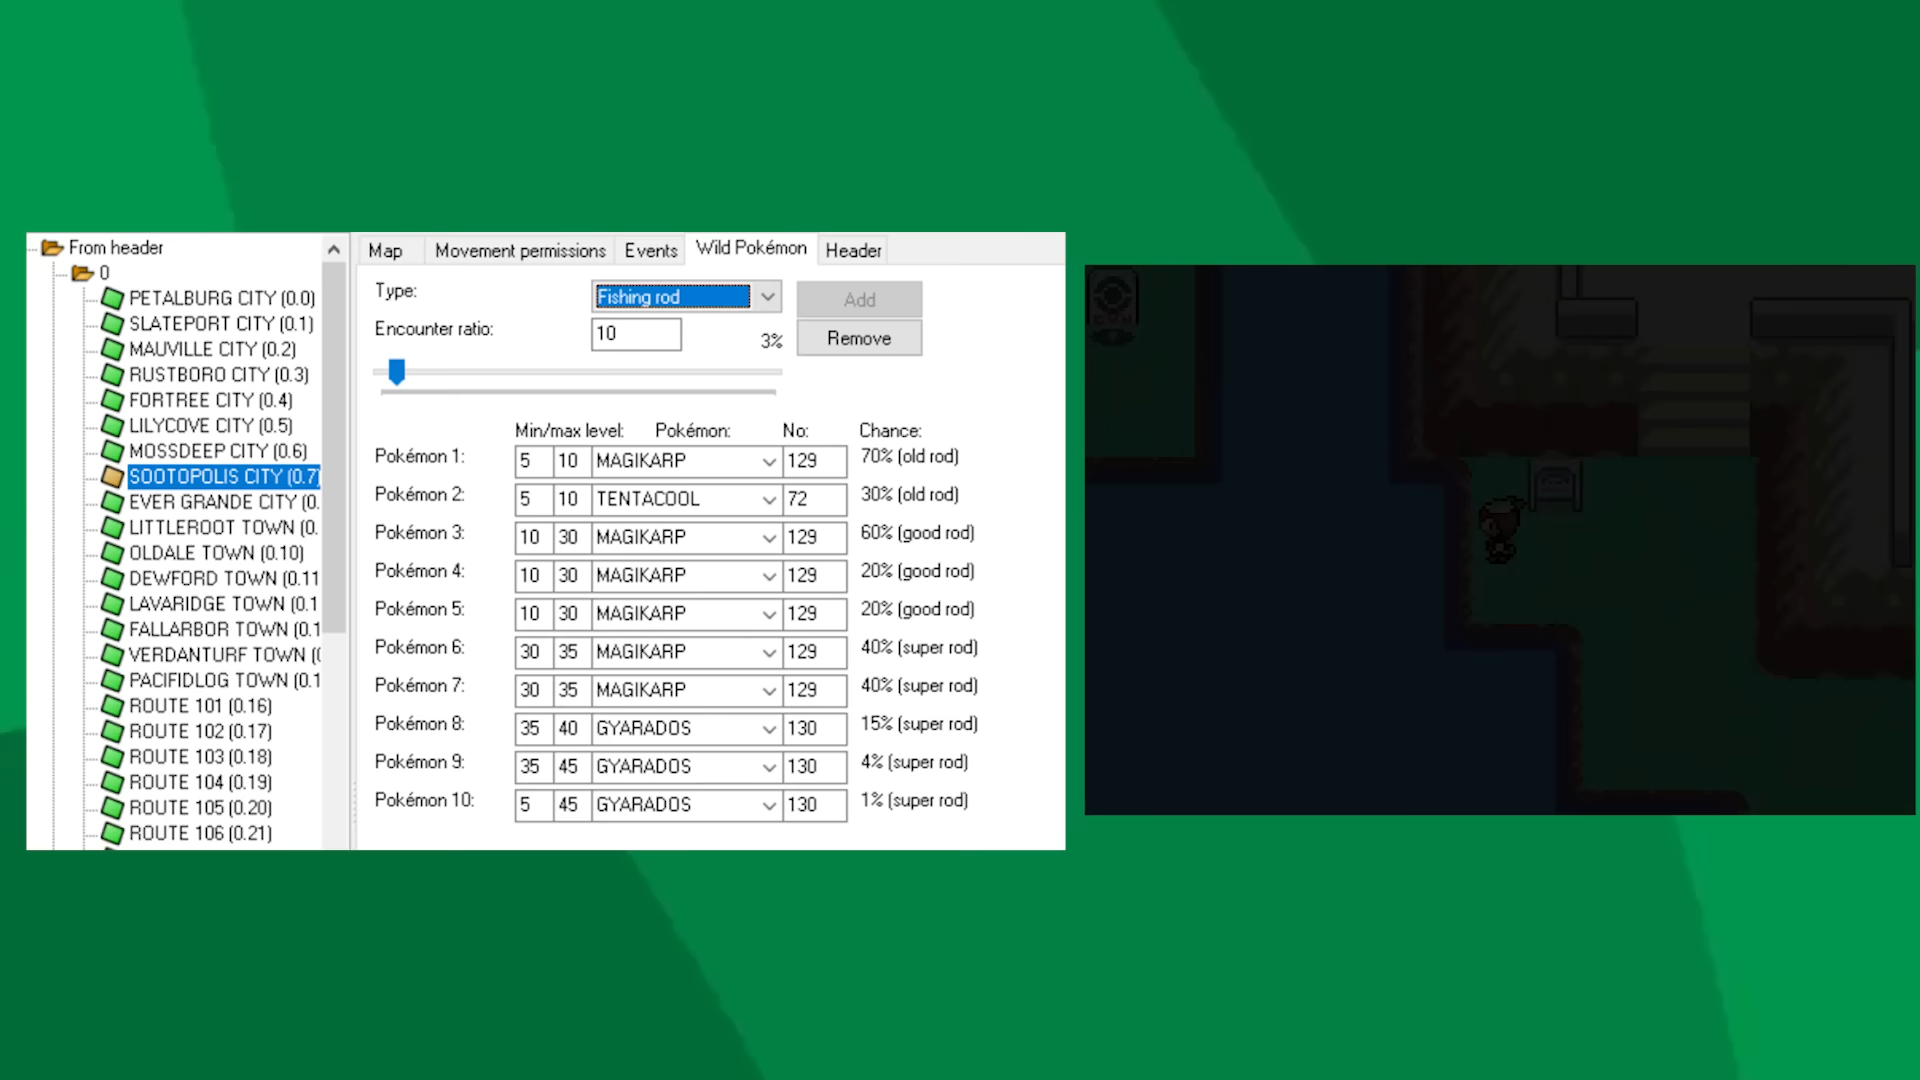 From header
0
PETALBURG CITY (0.0)
SLATEPORT CITY (0.1)
MAUVILLE CITY (0.2)
RUSTBORO CITY (0.3)
FORTREE CITY (0.4)
LILYCOVE CITY (0.5)
MOSSDEEP CITY (0.6)
SOOTOPOLIS CITY (0.7)
EVER GRANDE CITY (0.
LITTLEROOT TOWN (0.
OLDALE TOWN (0.10)
DEWFORD TOWN (0.11
LAVARIDGE TOWN (0.1
FALLARBOR TOWN (0.1
VERDANTURF TOWN (
PACIFIDLOG TOWN (0.1
ROUTE 101 (0.16)
ROUTE 102 (0.17)
ROUTE 103 (0.18)
ROUTE 104 (0.19)
ROUTE 105 (0.20)
ROUTE 106 (0.21)
Map Movement permissions Events Wild Pokémon Header
Type: Fishing rod Add
Encounter ratio: 10 3% Remove
Min/max level: Pokémon: No: Chance:
Pokémon 1: 5 10 MAGIKARP 129 70% (old rod)
Pokémon 2: 5 10 TENTACOOL 72 30% (old rod)
Pokémon 3: 10 30 MAGIKARP 129 60% (good rod)
Pokémon 4: 10 30 MAGIKARP 129 20% (good rod)
Pokémon 5: 10 30 MAGIKARP 129 20% (good rod)
Pokémon 6: 30 35 MAGIKARP 129 40% (super rod)
Pokémon 7: 30 35 MAGIKARP 129 40% (super rod)
Pokémon 8: 35 40 GYARADOS 130 15% (super rod)
Pokémon 9: 35 45 GYARADOS 130 4% (super rod)
Pokémon 10: 5 45 GYARADOS 130 1% (super rod)